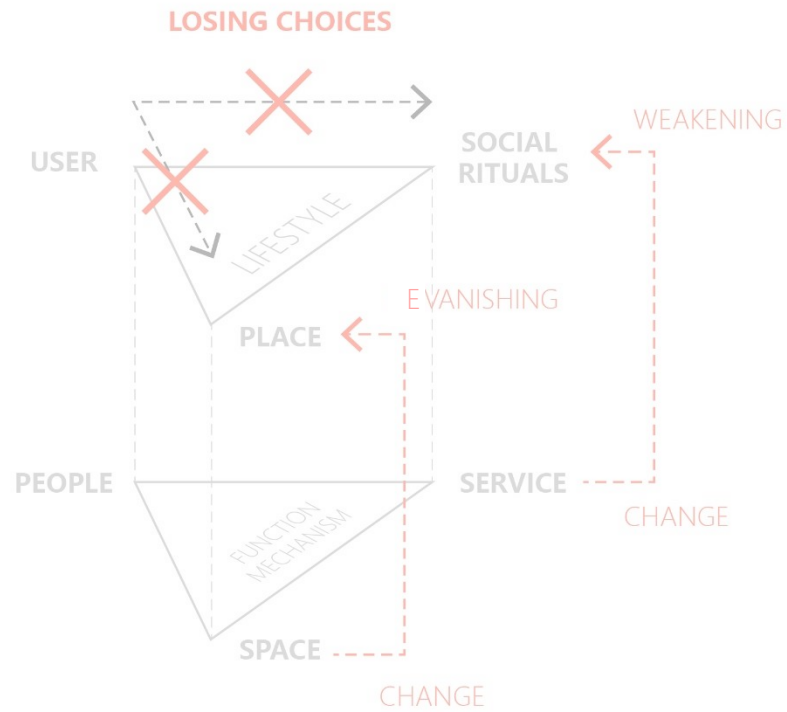 LOSING CHOICES
WEAKENING
USER
SOCIAL
RITUALS
LIFESTYLE
EVANISHING
PLACE
PEOPLE
SERVICE
CHANGE
FUNCTION
MECHANISM
SPACE
CHANGE